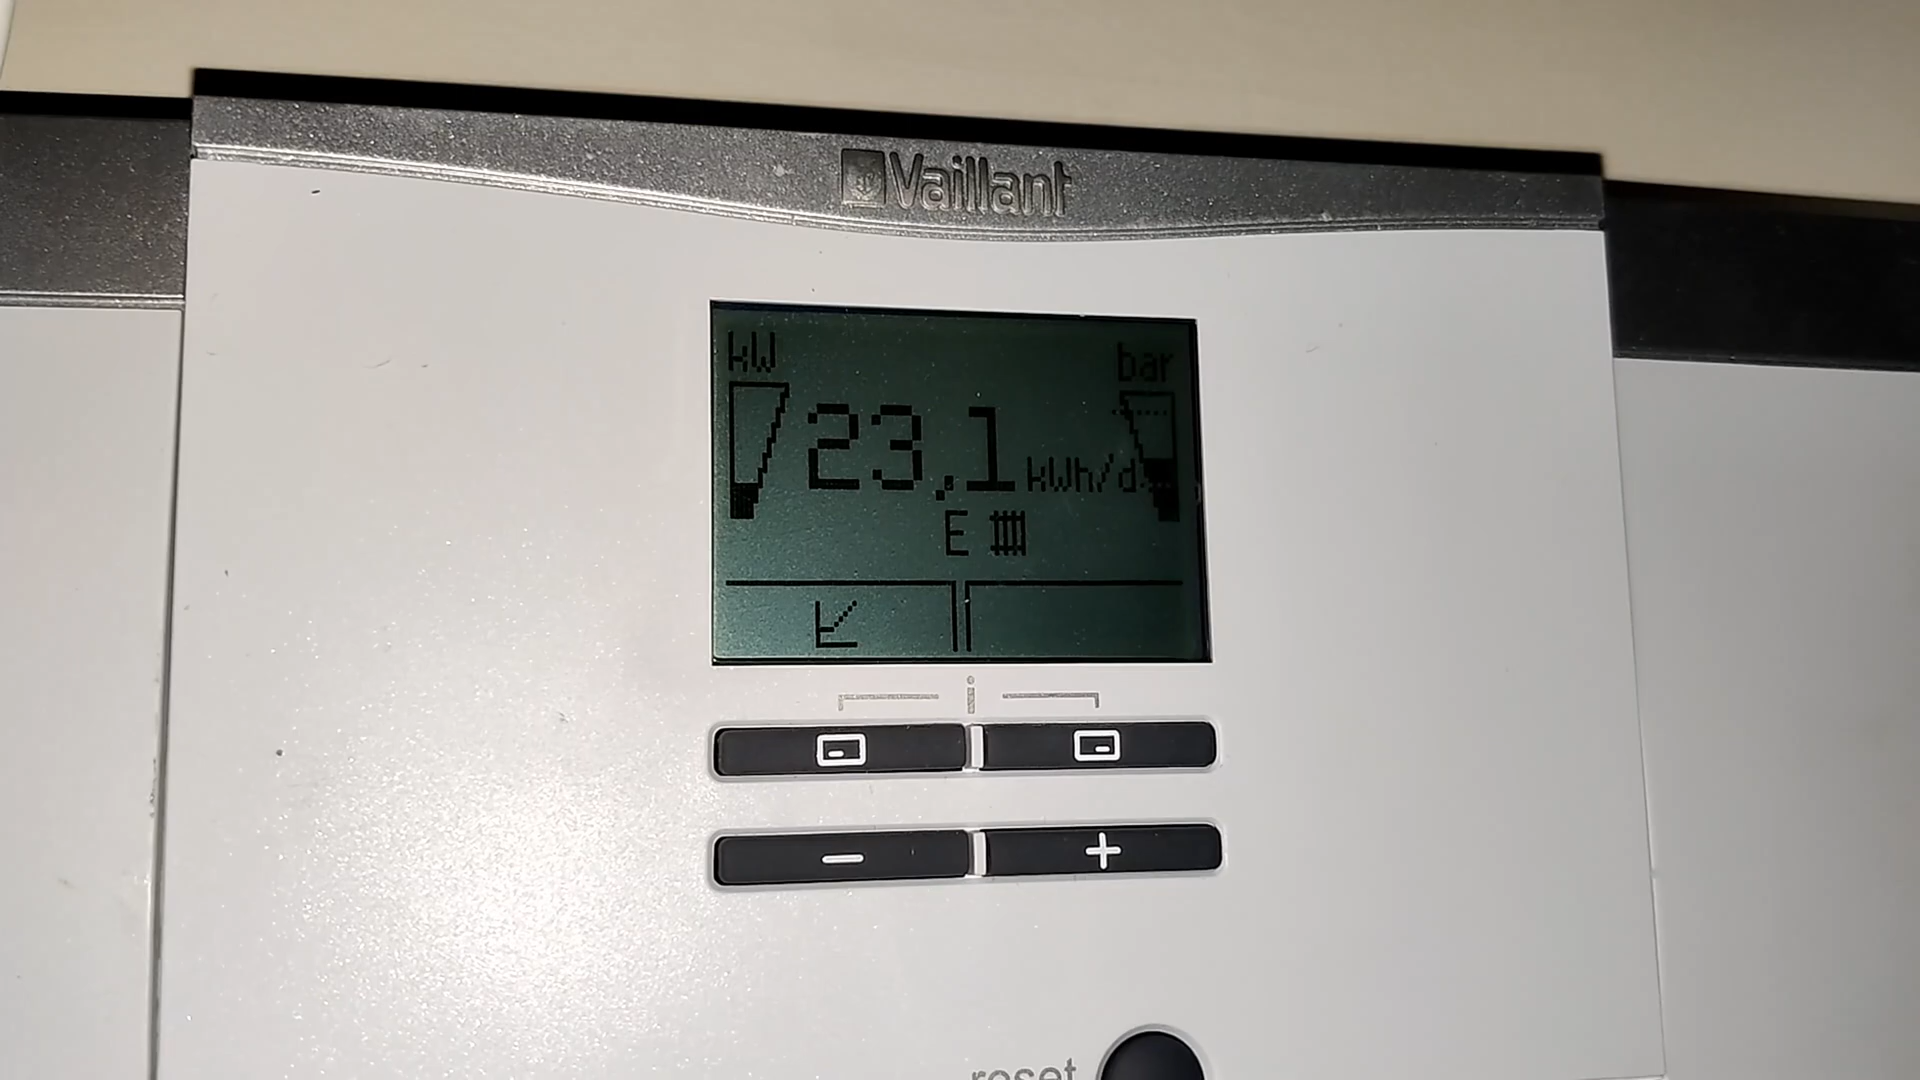 Vaillant
kW
bar
23,1 kWh/d
E
i
− +
reset